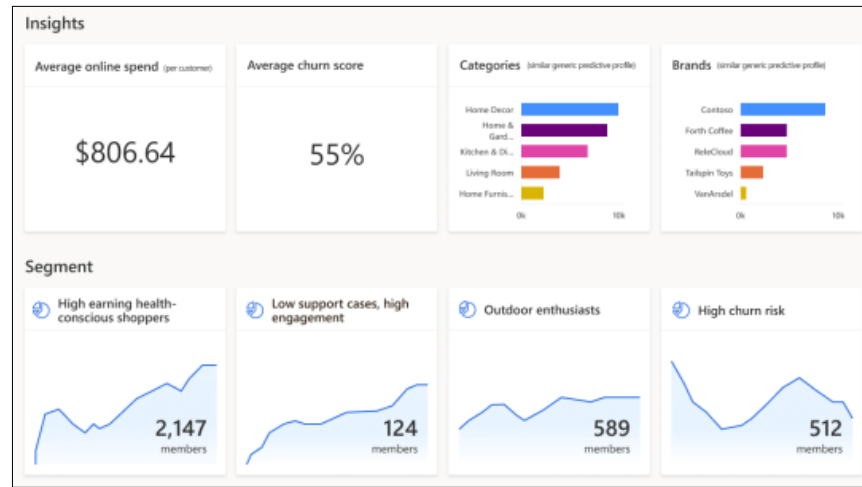 Insights
Average online spend (per customer)
$806.64
Average churn score
55%
Categories (similar generic predictive profile)
Home Decor
Home &
Gard...
Kitchen & Di...
Living Room
Home Furnis...
0k 10k
Brands (similar generic predictive profile)
Contoso
Forth Coffee
ReleCloud
Tailspin Toys
VanArsdel
0k 10k
Segment
High earning health-
conscious shoppers
2,147
members
Low support cases, high
engagement
124
members
Outdoor enthusiasts
589
members
High churn risk
512
members